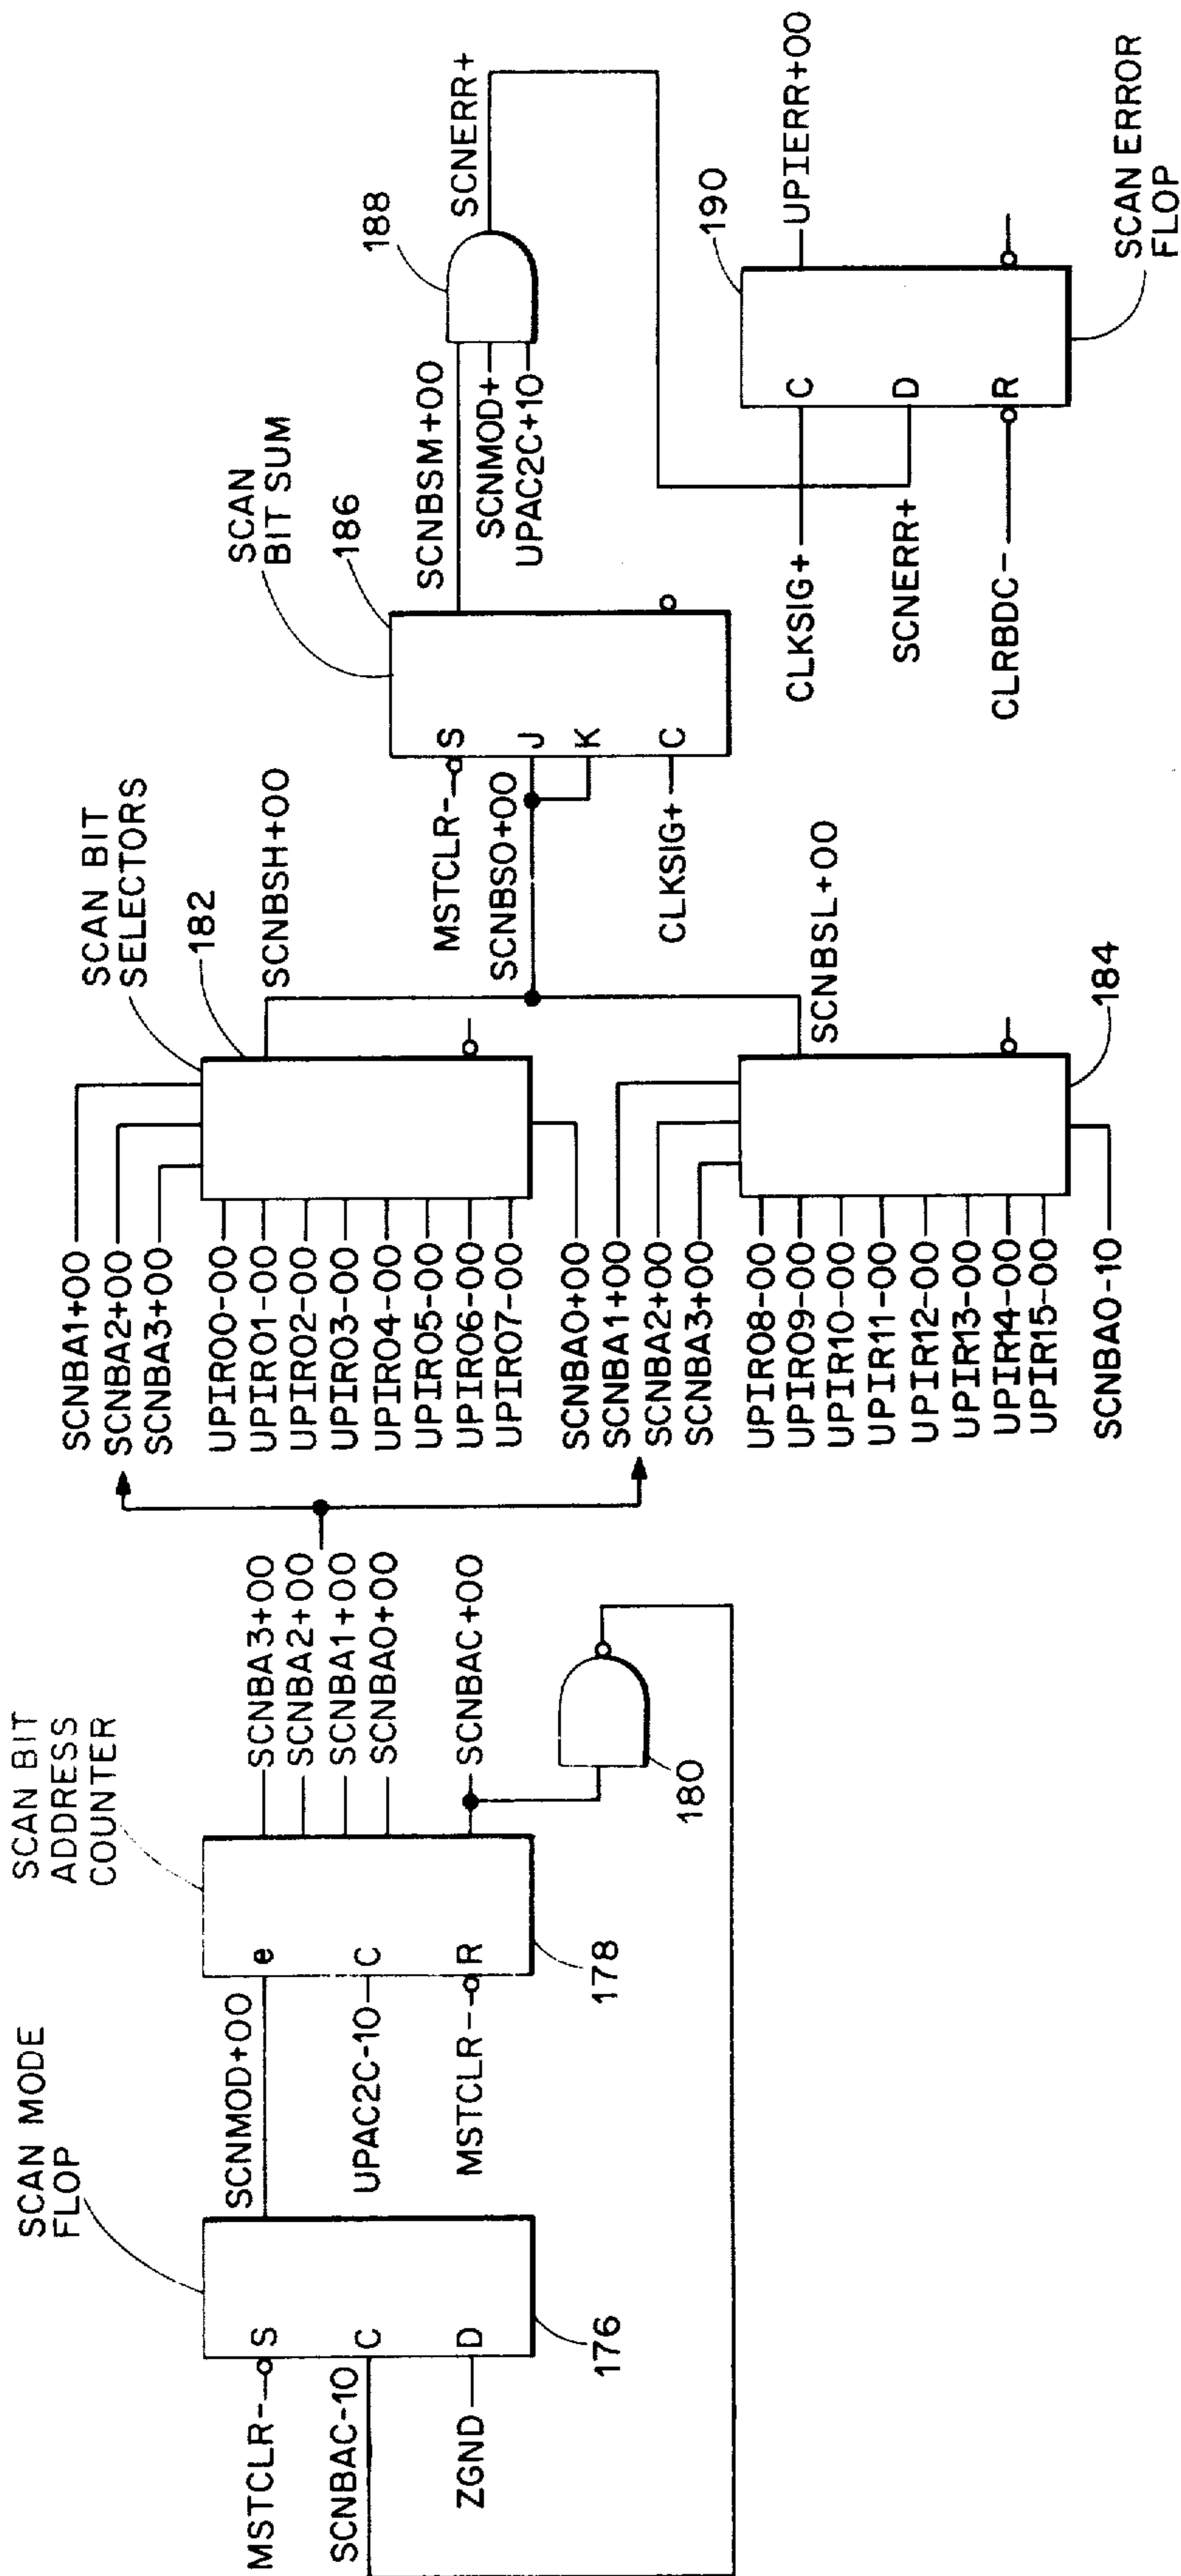 SCAN MODE
FLOP
MSTCLR-
S
SCNBAC-10
C
ZGND
D
176
SCNMOD+00
SCAN BIT
ADDRESS
COUNTER
e
UPAC2C-10
C
MSTCLR-
R
178
SCNBA3+00
SCNBA2+00
SCNBA1+00
SCNBA0+00
SCNBAC+00
180
SCAN BIT
SELECTORS
182
SCNBA1+00
SCNBA2+00
SCNBA3+00
UPIR00-00
UPIR01-00
UPIR02-00
UPIR03-00
UPIR04-00
UPIR05-00
UPIR06-00
UPIR07-00
SCNBA0+00
SCNBSH+00
SCNBA1+00
SCNBA2+00
SCNBA3+00
UPIR08-00
UPIR09-00
UPIR10-00
UPIR11-00
UPIR12-00
UPIR13-00
UPIR14-00
UPIR15-00
SCNBA0-10
SCNBSL+00
184
SCAN
BIT SUM
186
MSTCLR-
S
SCNBS0+00
J
K
CLKSIG+
C
SCNBSM+00
SCNMOD+
UPAC2C+10
188
SCNERR+
190
CLKSIG+
C
SCNERR+
D
CLRBDC-
R
UPIERR+00
SCAN ERROR
FLOP